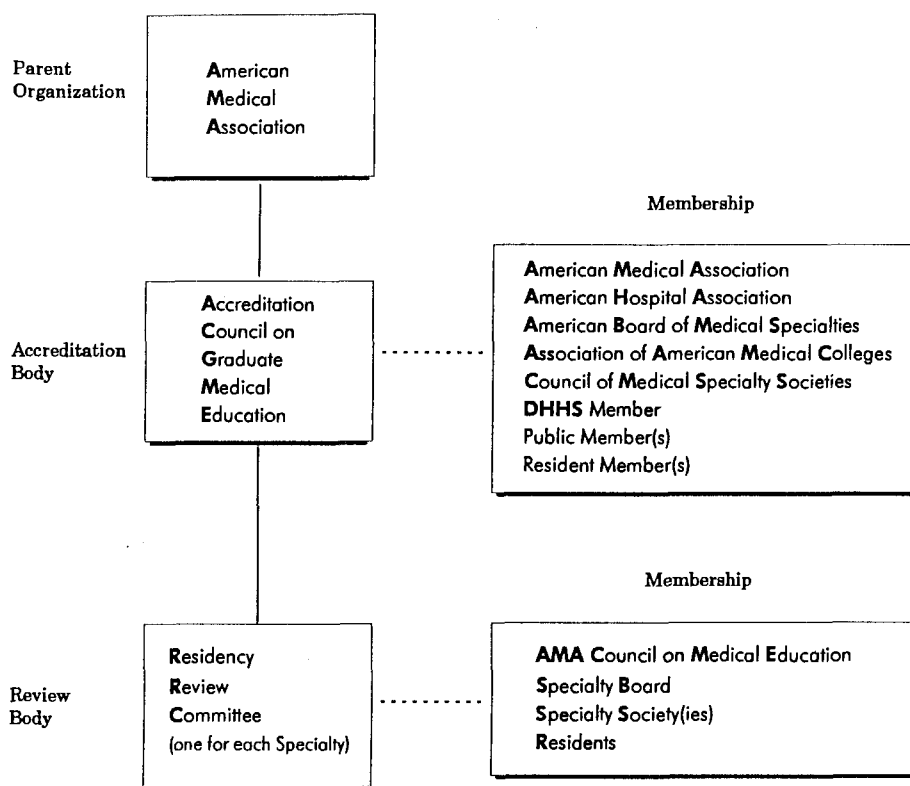 Parent
Organization
American
Medical
Association
Membership
Accreditation
Body
Accreditation
Council on
Graduate
Medical
Education
American Medical Association
American Hospital Association
American Board of Medical Specialties
Association of American Medical Colleges
Council of Medical Specialty Societies
DHHS Member
Public Member(s)
Resident Member(s)
Membership
Review
Body
Residency
Review
Committee
(one for each Specialty)
AMA Council on Medical Education
Specialty Board
Specialty Society(ies)
Residents